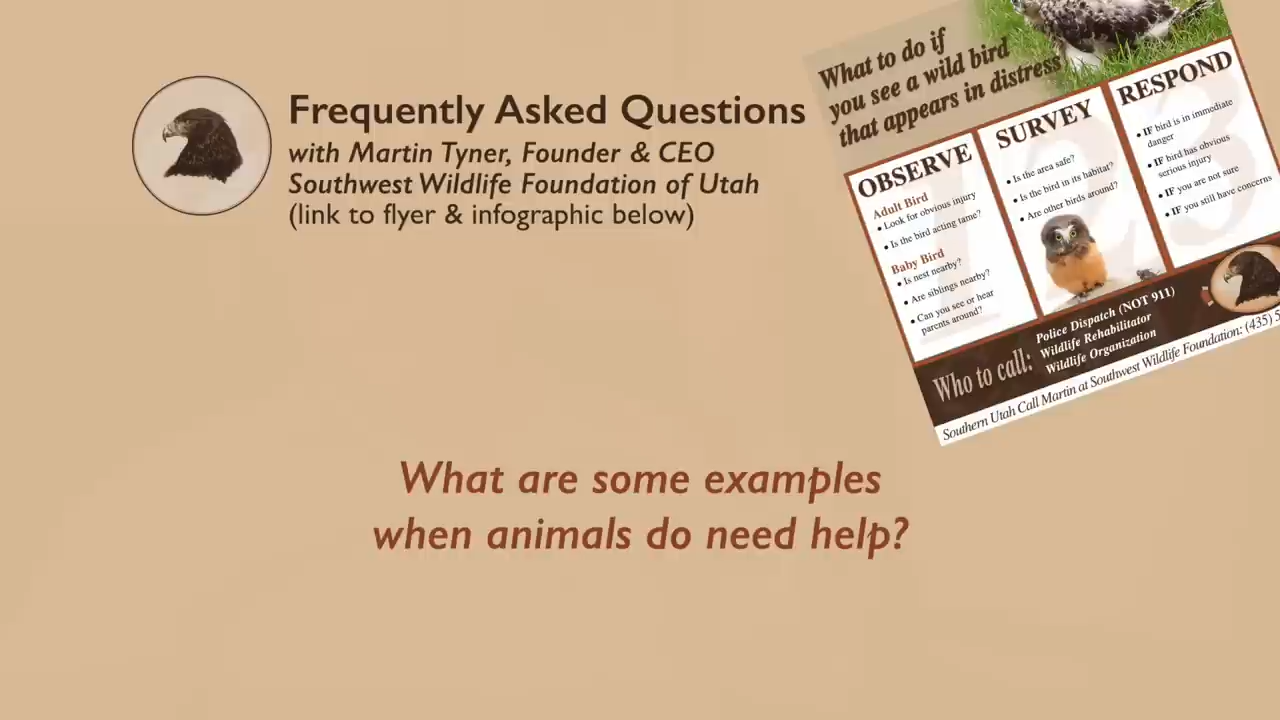 Frequently Asked Questions
with Martin Tyner, Founder & CEO
Southwest Wildlife Foundation of Utah
(link to flyer & infographic below)
What to do if
you see a wild bird
that appears in distress
OBSERVE
Adult Bird
• Look for obvious injury
• Is the bird acting tame?
Baby Bird
• Is nest nearby?
• Are siblings nearby?
• Can you see or hear
parents around?
SURVEY
• Is the area safe?
• Is the bird in its habitat?
• Are other birds around?
RESPOND
• IF bird is in immediate
danger
• IF bird has obvious
serious injury
• IF you are not sure
• IF you still have concerns
Who to call:
Police Dispatch (NOT 911)
Wildlife Rehabilitator
Wildlife Organization
Southern Utah Call Martin at Southwest Wildlife Foundation: (435) 5
What are some examples
when animals do need help?